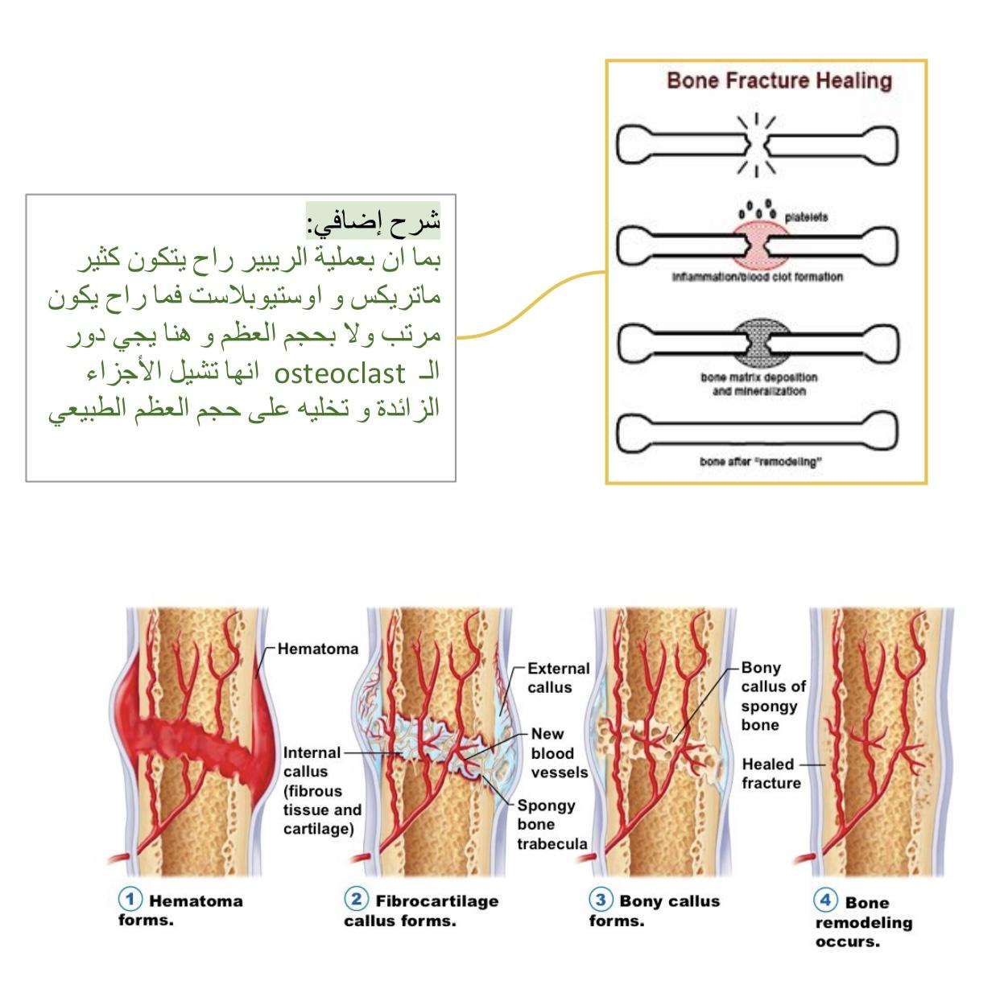 Bone Fracture Healing
platelets
inflammation/blood clot formation
bone matrix deposition
and mineralization
bone after "remodeling"
شرح إضافي:
بما ان بعملية الريبير راح يتكون كثير
ماتريكس و اوستيوبلاست فما راح يكون
مرتب ولا بحجم العظم و هنا يجي دور
الـ osteoclast انها تشيل الأجزاء
الزائدة و تخليه على حجم العظم الطبيعي
Hematoma
Internal
callus
(fibrous
tissue and
cartilage)
External
callus
New
blood
vessels
Spongy
bone
trabecula
Bony
callus of
spongy
bone
Healed
fracture
1 Hematoma
forms.
2 Fibrocartilage
callus forms.
3 Bony callus
forms.
4 Bone
remodeling
occurs.